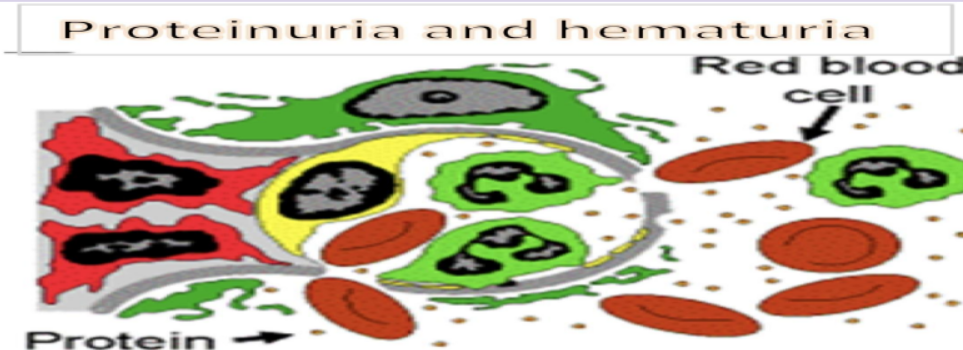 Proteinuria and hematuria
Red blood
cell
Protein